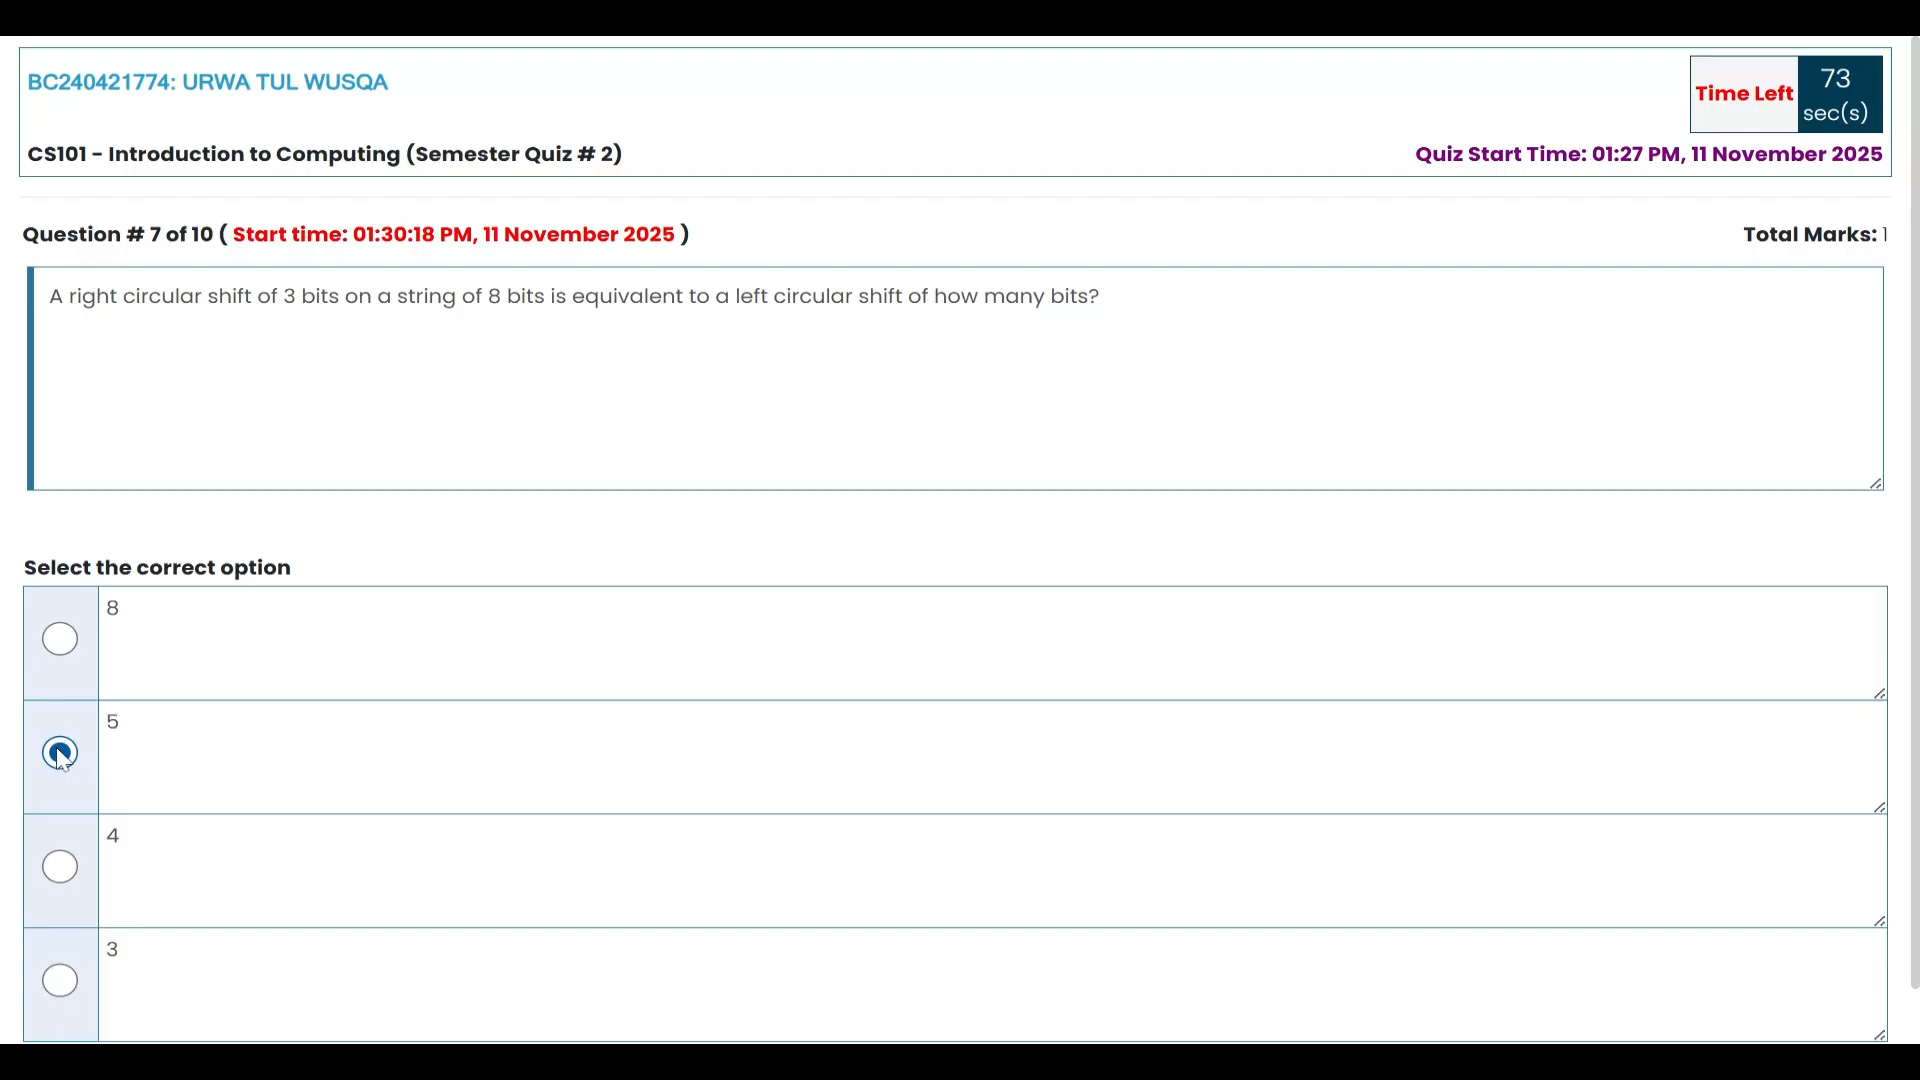 BC240421774: URWA TUL WUSQA
Time Left
73
sec(s)
CS101 - Introduction to Computing (Semester Quiz # 2)
Quiz Start Time: 01:27 PM, 11 November 2025
Question # 7 of 10 ( Start time: 01:30:18 PM, 11 November 2025 )
Total Marks: 1
A right circular shift of 3 bits on a string of 8 bits is equivalent to a left circular shift of how many bits?
Select the correct option
8
5
4
3